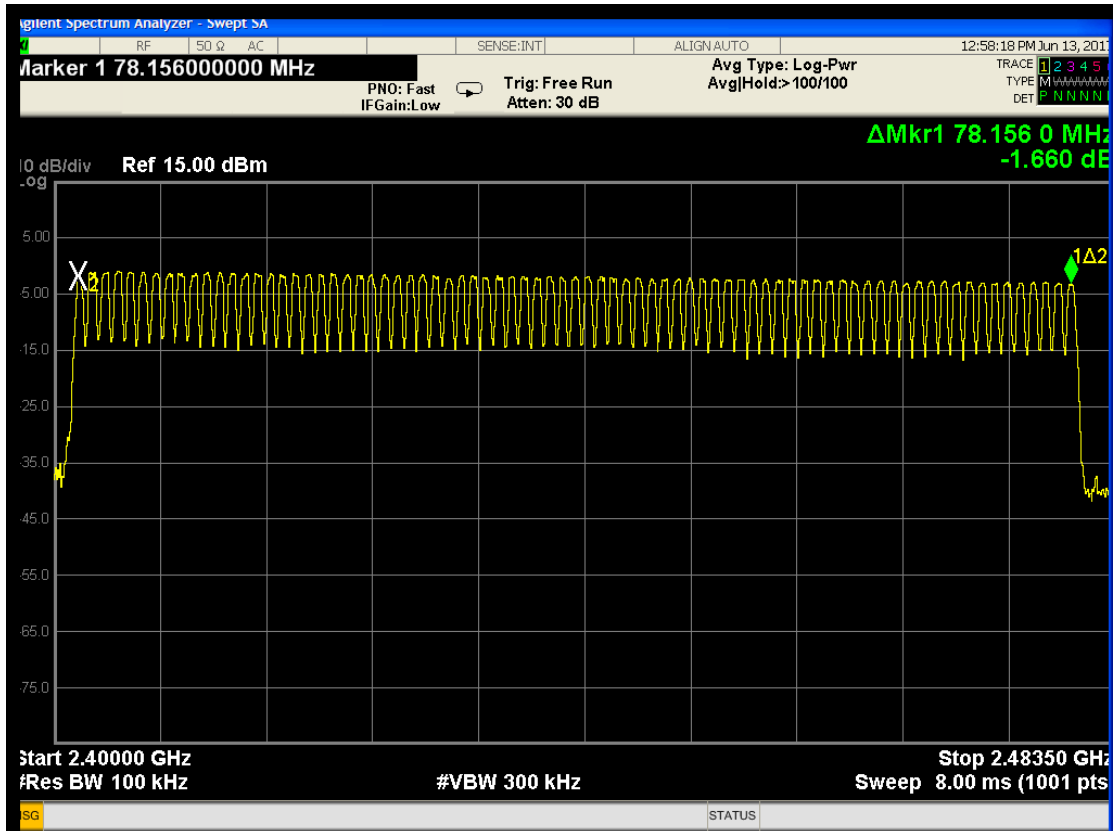 Agilent Spectrum Analyzer - Swept SA
RF 50 Ω AC SENSE:INT ALIGN AUTO 12:58:18 PM Jun 13, 201
Marker 1 78.156000000 MHz
PNO: Fast
IFGain:Low
Trig: Free Run
Atten: 30 dB
Avg Type: Log-Pwr
Avg|Hold:>100/100
TRACE 1 2 3 4 5
TYPE M
DET P N N N N
ΔMkr1 78.156 0 MHz
-1.660 dB
10 dB/div Ref 15.00 dBm
Log
5.00
1Δ2
X2
-5.00
-15.0
-25.0
-35.0
-45.0
-55.0
-65.0
-75.0
Start 2.40000 GHz Stop 2.48350 GHz
#Res BW 100 kHz #VBW 300 kHz Sweep 8.00 ms (1001 pts
MSG STATUS